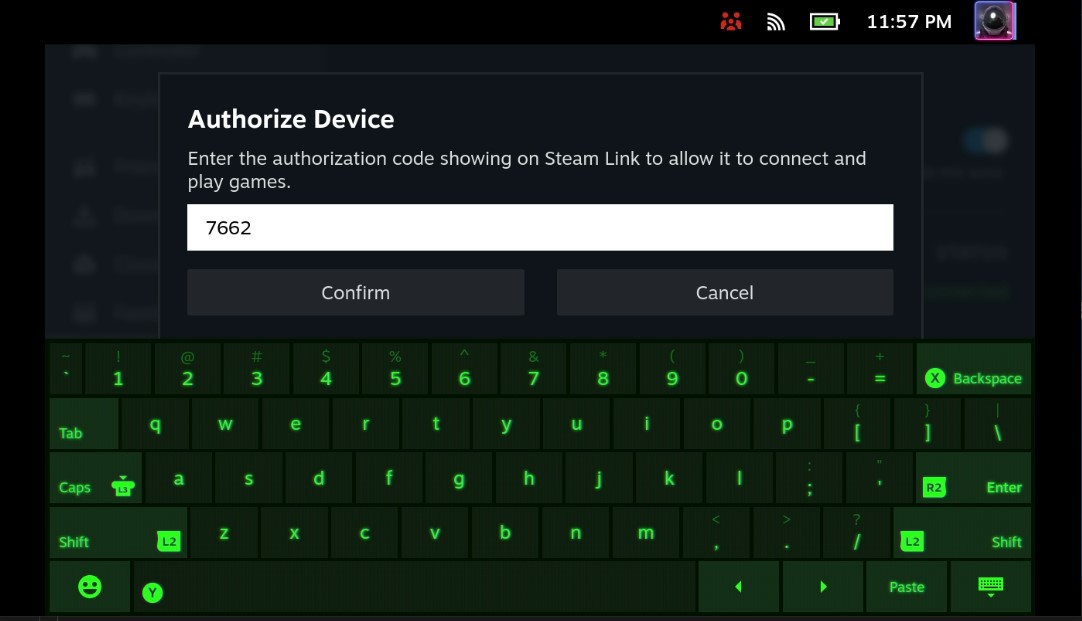 11:57 PM
Authorize Device
Enter the authorization code showing on Steam Link to allow it to connect and
play games.
7662
Confirm Cancel
~ ! @ # $ % ^ & * ( ) _ +
` 1 2 3 4 5 6 7 8 9 0 - = X Backspace
{ } |
Tab q w e r t y u i o p [ ] \
: "
Caps L3 a s d f g h j k l ; ' R2 Enter
< > ?
Shift L2 z x c v b n m , . / L2 Shift
Y Paste